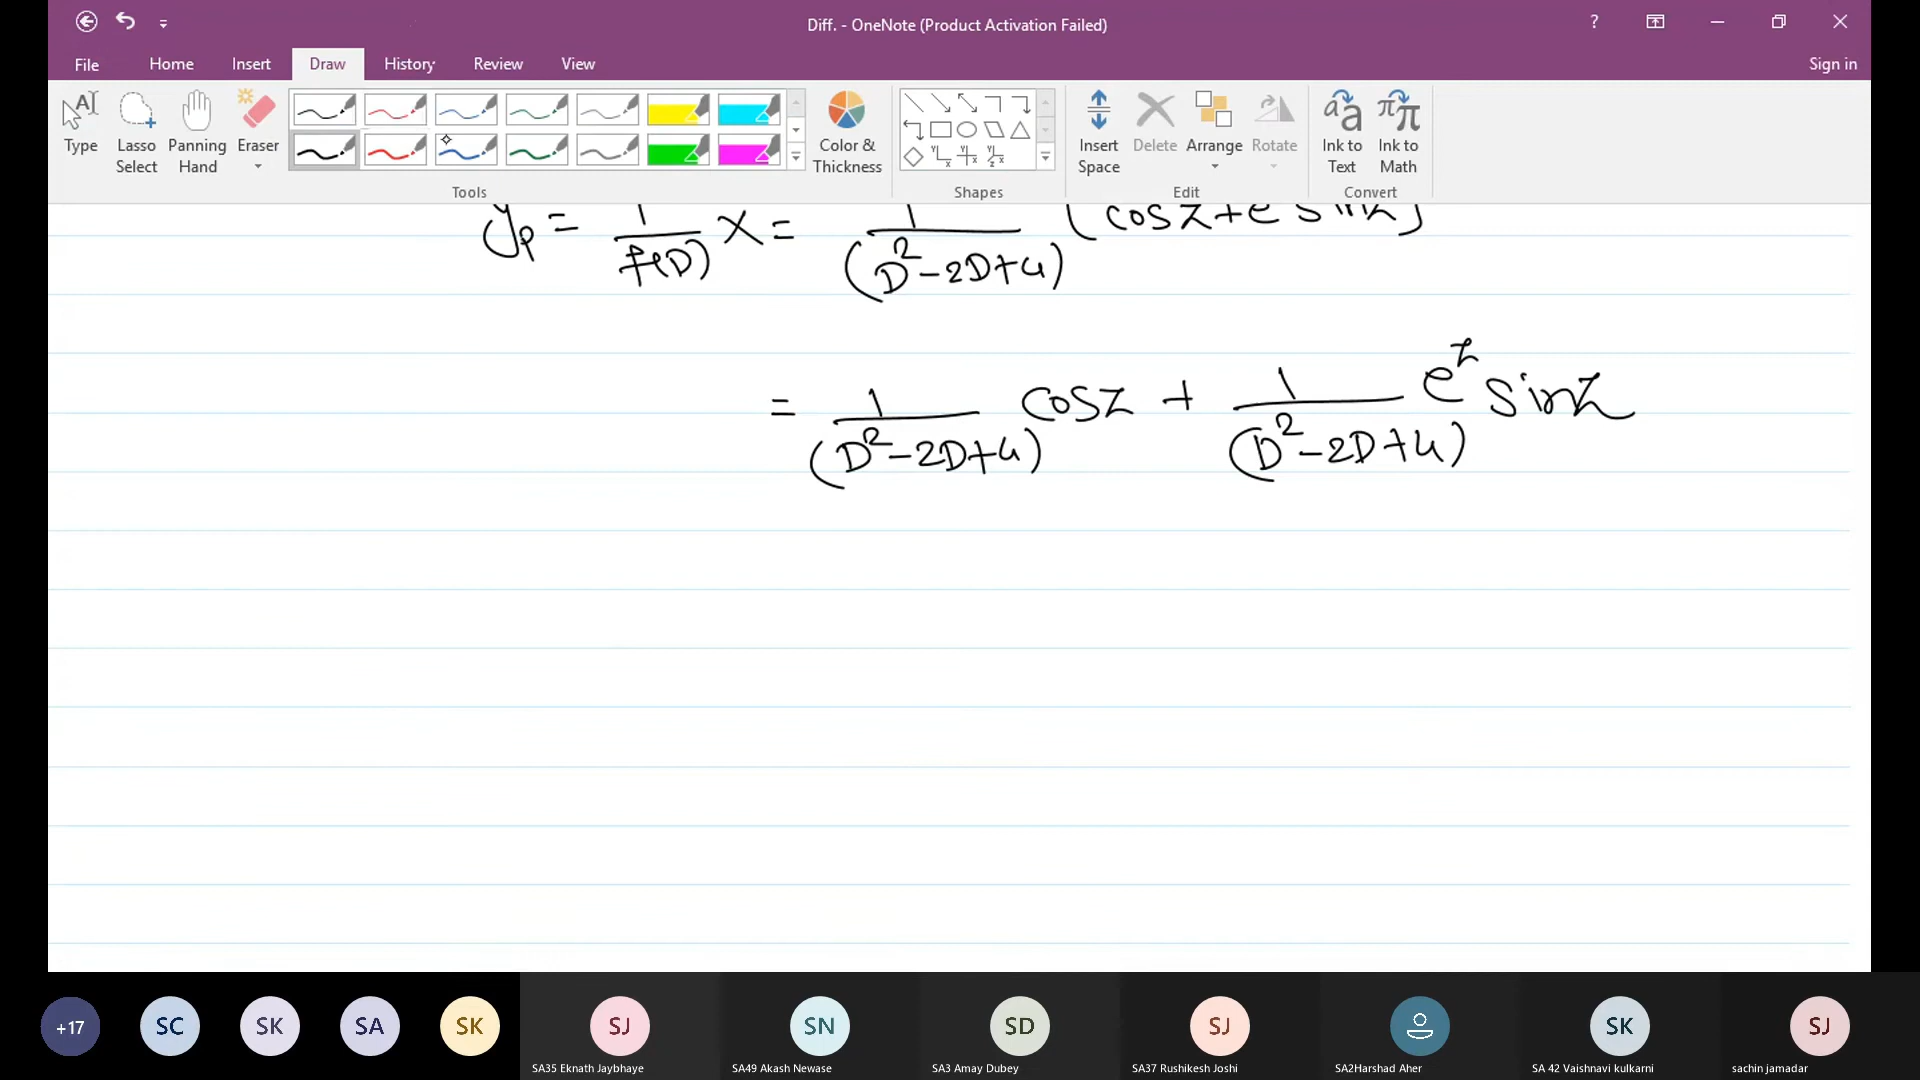 Diff. - OneNote (Product Activation Failed)
?
File Home Insert Draw History Review View Sign in
Type Lasso Select Panning Hand Eraser Color & Thickness Insert Space Delete Arrange Rotate Ink to Text Ink to Math
Tools Shapes Edit Convert
yp = 1/f(D) X = 1/(D²-2D+4) (cosz+e sinz)
= 1/(D²-2D+4) cosz + 1/(D²-2D+4) e^z sinz
+17 SC SK SA SK SJ SN SD SJ SK SJ
SA35 Eknath Jaybhaye SA49 Akash Newase SA3 Amay Dubey SA37 Rushikesh Joshi SA2Harshad Aher SA 42 Vaishnavi kulkarni sachin jamadar